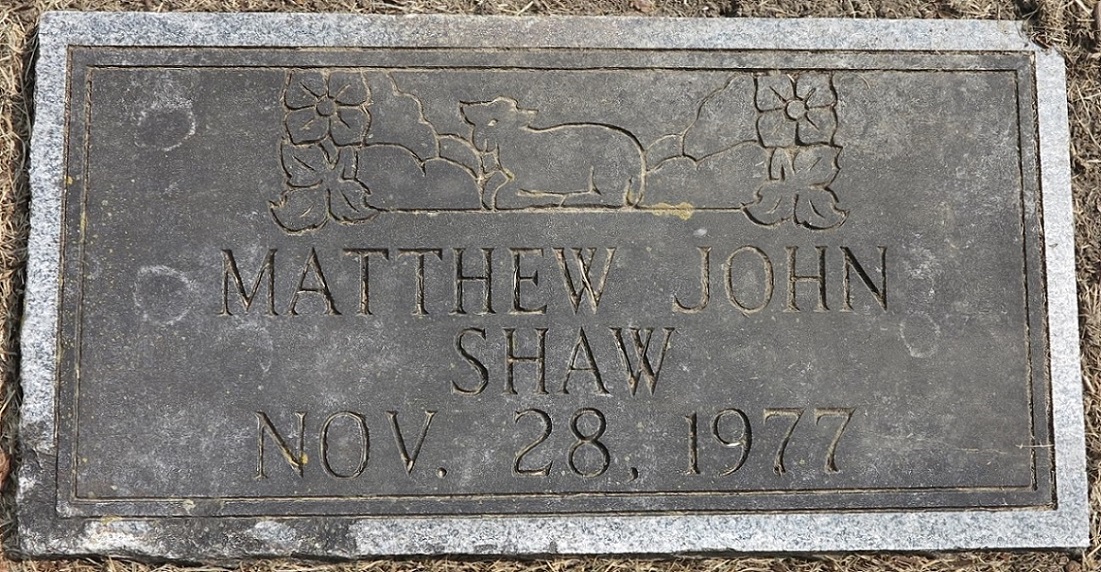 MATTHEW JOHN
SHAW
NOV. 28, 1977